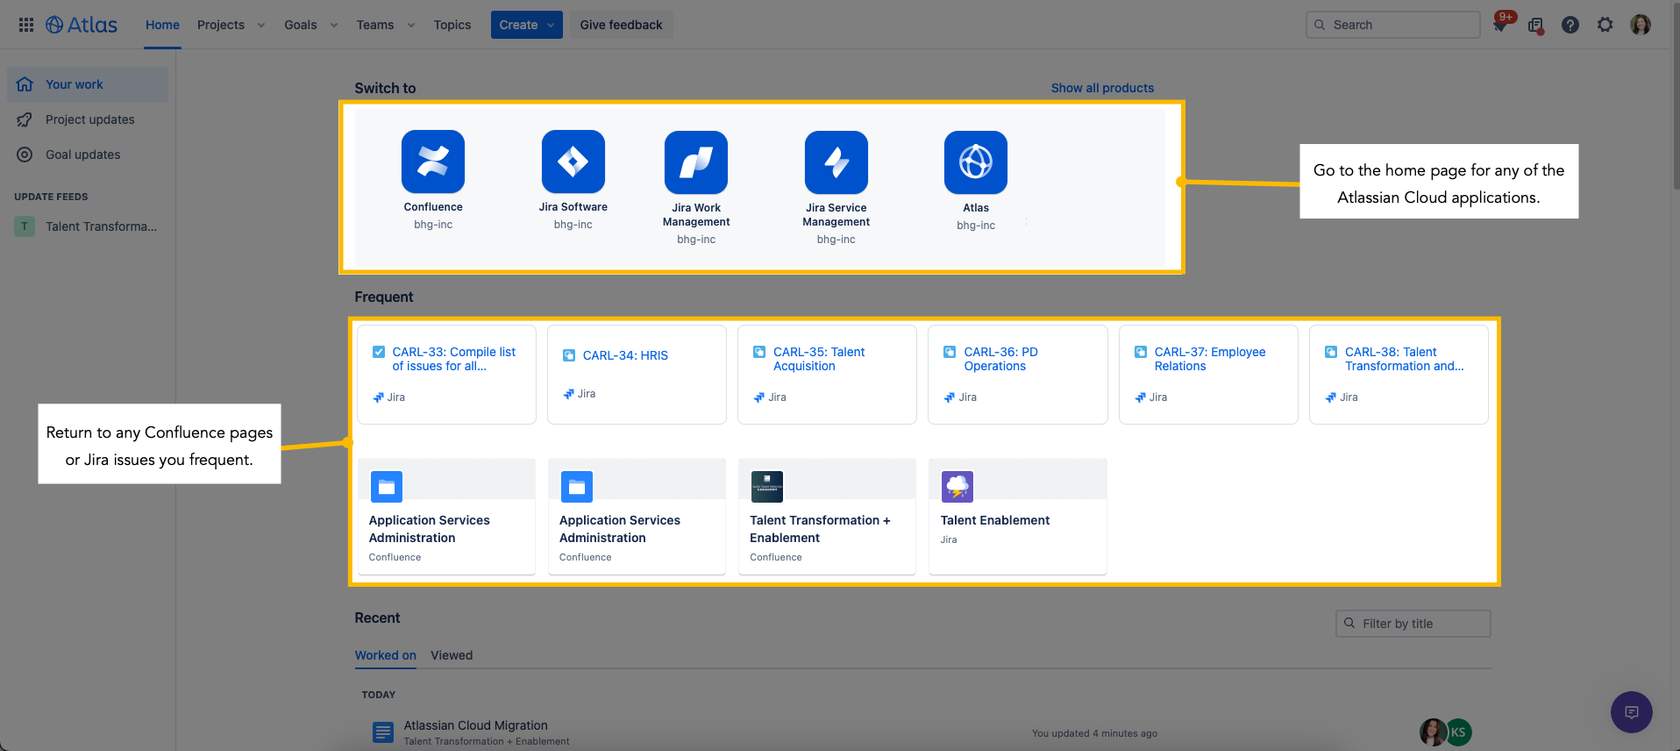 Atlas
Home
Projects
Goals
Teams
Topics
Create
Give feedback
Search
9+
Your work
Project updates
Goal updates
UPDATE FEEDS
T
Talent Transforma...
Switch to
Show all products
Confluence
bhg-inc
Jira Software
bhg-inc
Jira Work
Management
bhg-inc
Jira Service
Management
bhg-inc
Atlas
bhg-inc
Go to the home page for any of the
Atlassian Cloud applications.
Frequent
CARL-33: Compile list
of issues for all...
Jira
CARL-34: HRIS
Jira
CARL-35: Talent
Acquisition
Jira
CARL-36: PD
Operations
Jira
CARL-37: Employee
Relations
Jira
CARL-38: Talent
Transformation and...
Jira
Return to any Confluence pages
or Jira issues you frequent.
Application Services
Administration
Confluence
Application Services
Administration
Confluence
Talent Transformation +
Enablement
Confluence
Talent Enablement
Jira
Recent
Filter by title
Worked on
Viewed
TODAY
Atlassian Cloud Migration
Talent Transformation + Enablement
You updated 4 minutes ago
KS